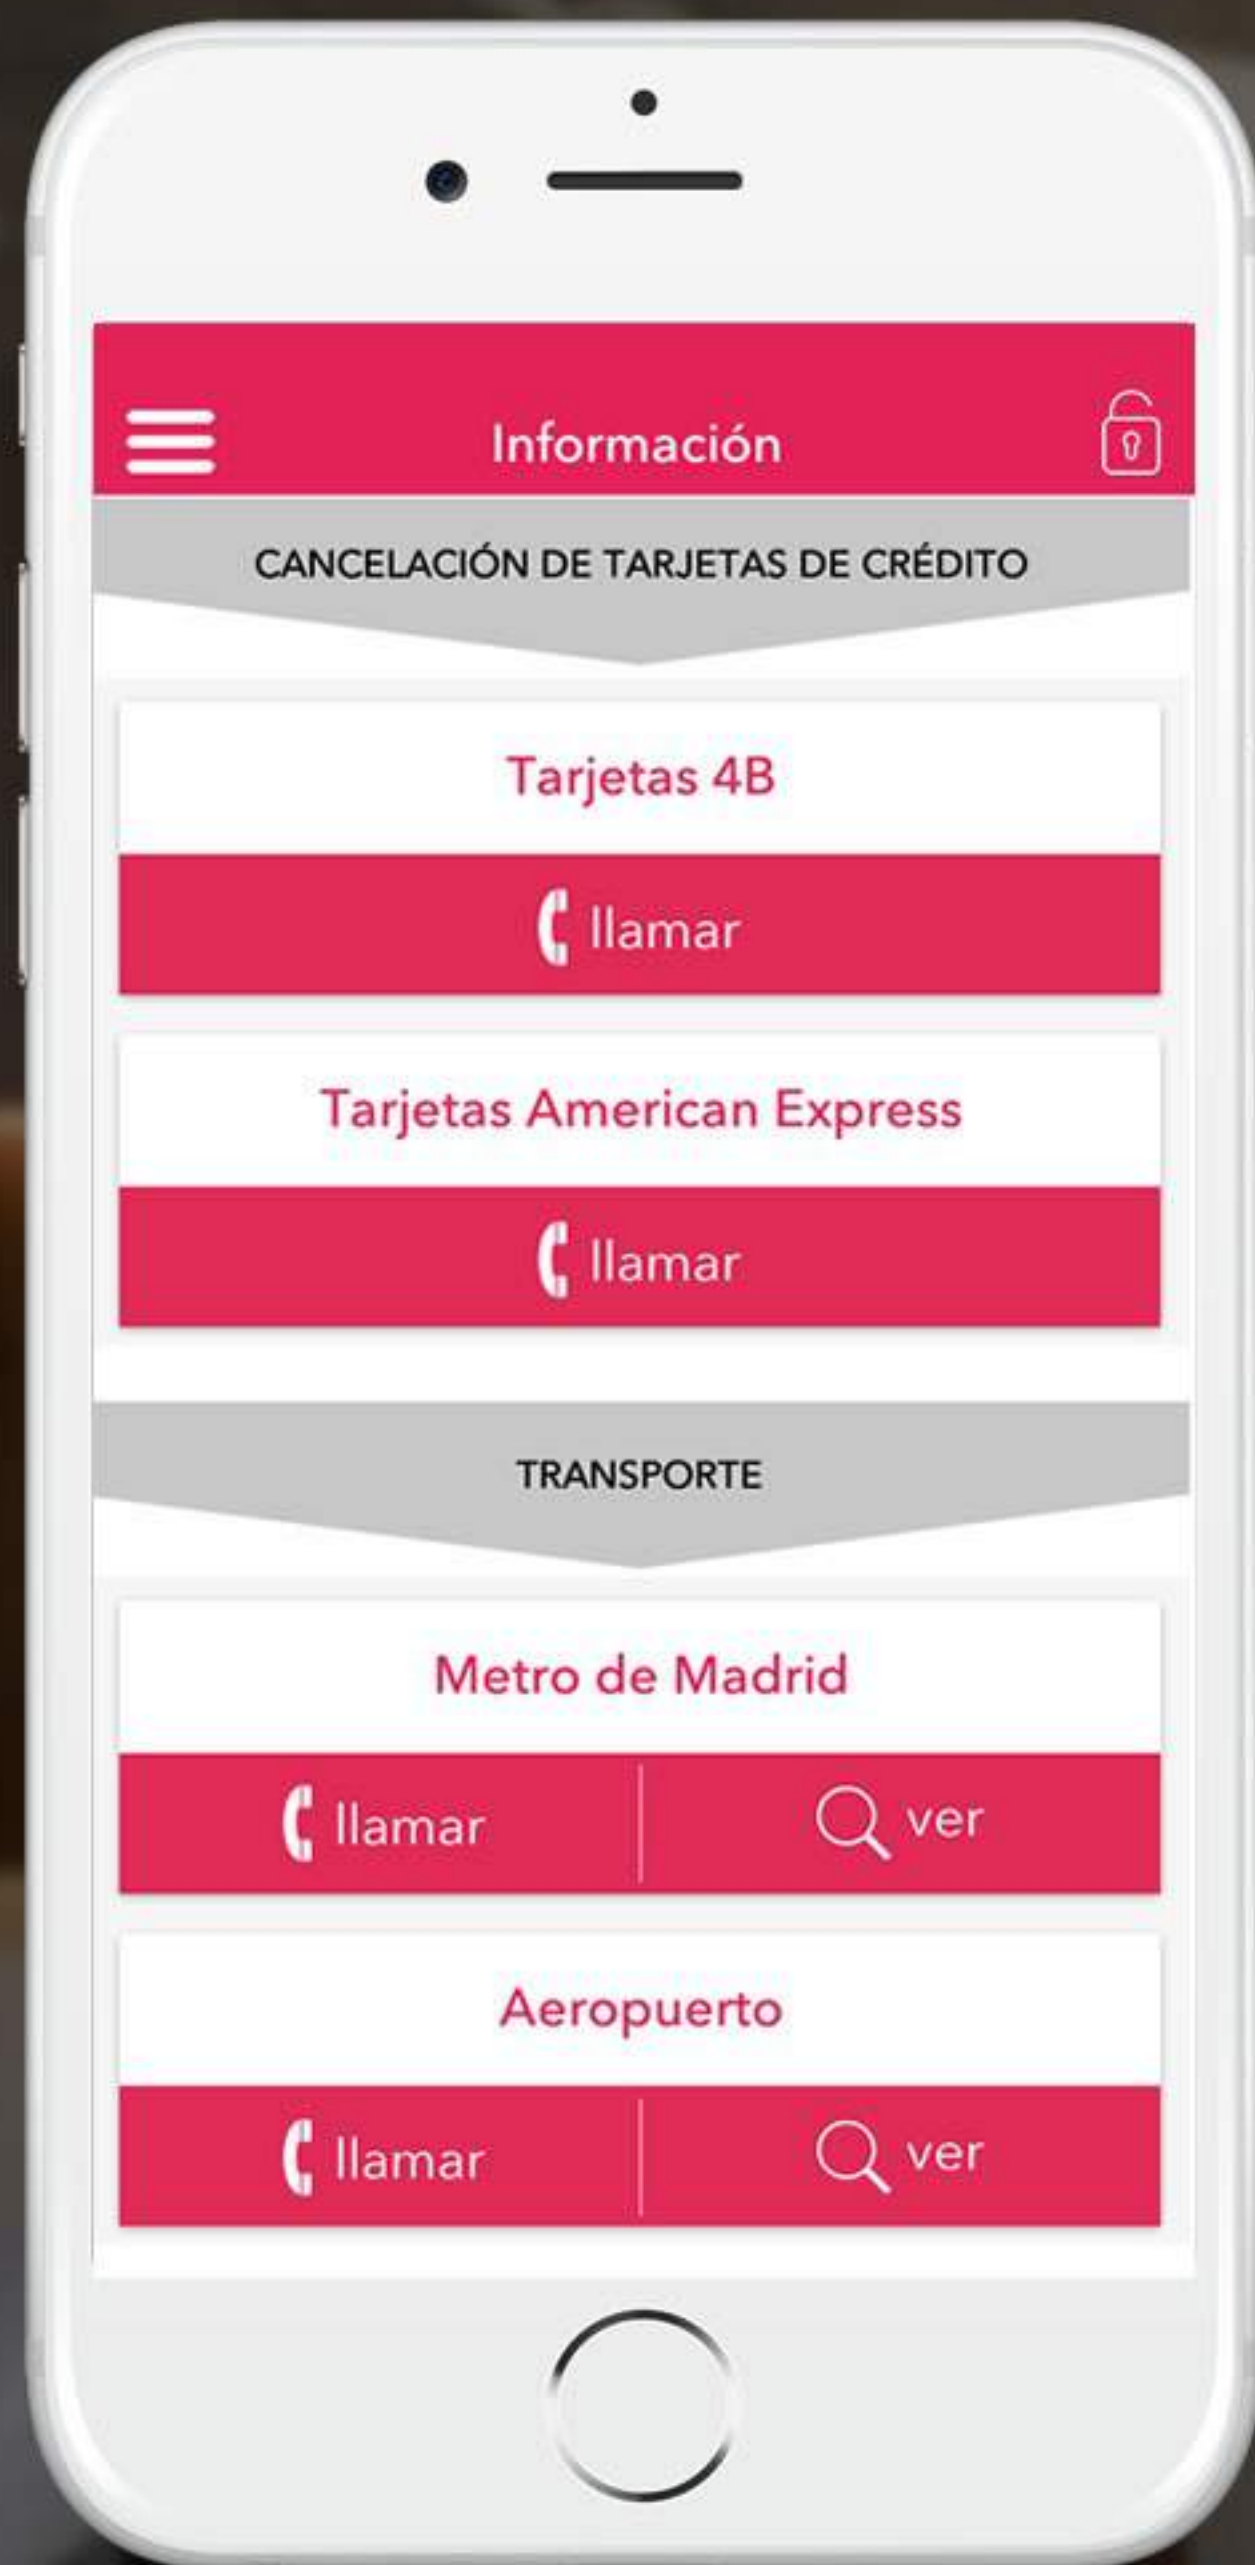 Información
CANCELACIÓN DE TARJETAS DE CRÉDITO
Tarjetas 4B
llamar
Tarjetas American Express
llamar
TRANSPORTE
Metro de Madrid
llamar ver
Aeropuerto
llamar ver